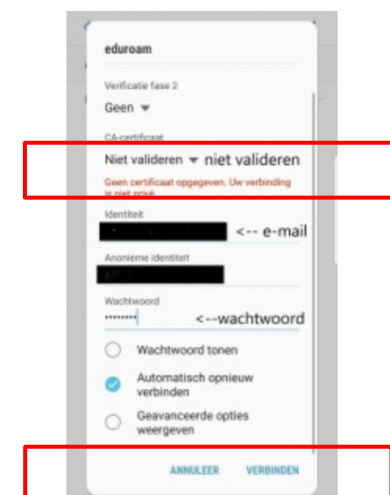 eduroam
Verificatie fase 2
Geen
CA-certificaat
Niet valideren niet valideren
Geen certificaat opgegeven. Uw verbinding
is niet privé.
Identiteit
<-- e-mail
Anonieme identiteit
Wachtwoord
•••••••• <--wachtwoord
Wachtwoord tonen
Automatisch opnieuw
verbinden
Geavanceerde opties
weergeven
ANNULEER VERBINDEN